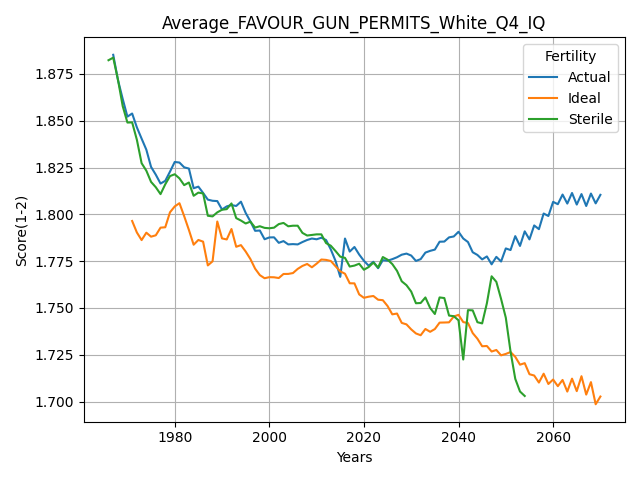 Average_FAVOUR_GUN_PERMITS_White_Q4_IQ
Fertility
Actual
Ideal
Sterile
Score(1-2)
1.875
1.850
1.825
1.800
1.775
1.750
1.725
1.700
1980
2000
2020
2040
2060
Years